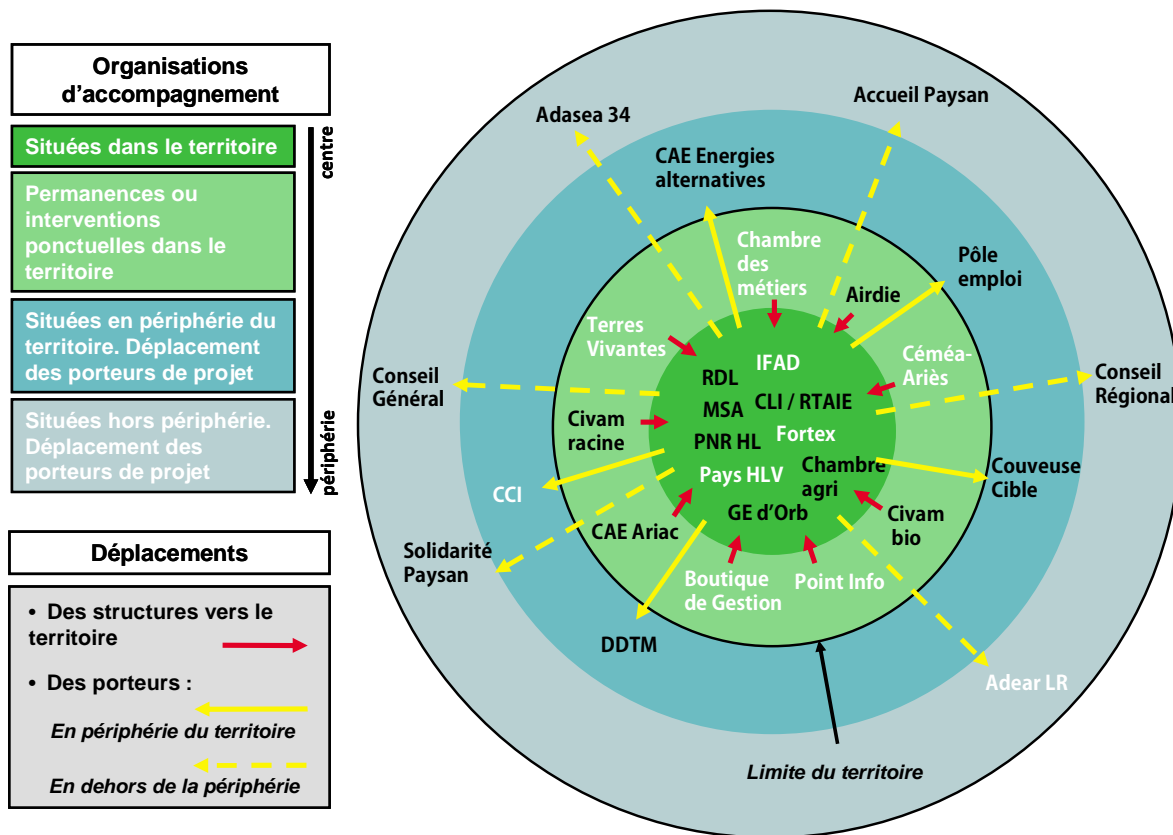 Organisations
d'accompagnement
Situées dans le territoire
Permanences ou
interventions
ponctuelles dans le
territoire
Situées en périphérie du
territoire. Déplacement
des porteurs de projet
Situées hors périphérie.
Déplacement des
porteurs de projet
centre
périphérie
Déplacements
• Des structures vers le
territoire
• Des porteurs :
En périphérie du territoire
En dehors de la périphérie
Adasea 34
Accueil Paysan
CAE Energies
alternatives
Chambre
des
métiers
Airdie
Pôle
emploi
Terres
Vivantes
IFAD
Céméa-
Ariès
Conseil
Général
RDL
MSA
CLI / RTAIE
Conseil
Régional
Civam
racine
PNR HL
Fortex
CCI
Pays HLV
Chambre
agri
Couveuse
Cible
CAE Ariac
GE d'Orb
Civam
bio
Solidarité
Paysan
Boutique
de Gestion
Point Info
DDTM
Adear LR
Limite du territoire